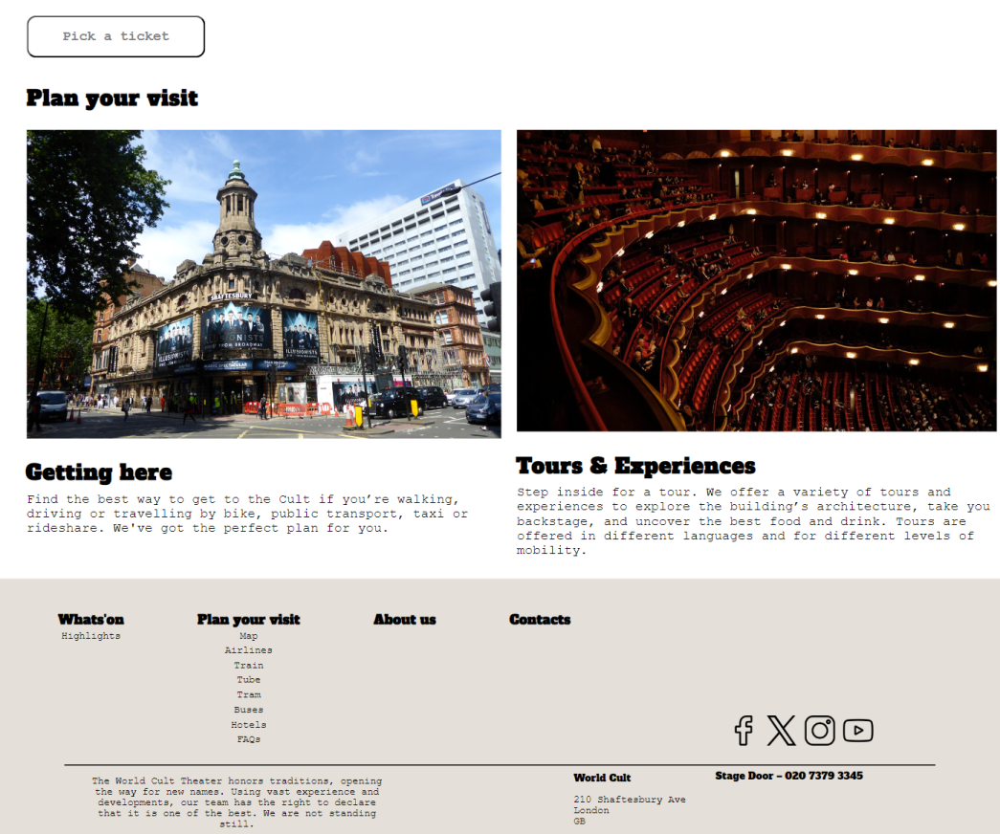 Pick a ticket
Plan your visit
SHAFTESBURY
ILLUSIONISTS
ILLUSIONISTS
DIRECT FROM BROADWAY
ILLUSIONISTS
Getting here
Find the best way to get to the Cult if you’re walking,
driving or travelling by bike, public transport, taxi or
rideshare. We've got the perfect plan for you.
Tours & Experiences
Step inside for a tour. We offer a variety of tours and
experiences to explore the building’s architecture, take you
backstage, and uncover the best food and drink. Tours are
offered in different languages and for different levels of
mobility.
Whats'on
Highlights
Plan your visit
Map
Airlines
Train
Tube
Tram
Buses
Hotels
FAQs
About us
Contacts
The World Cult Theater honors traditions, opening
the way for new names. Using vast experience and
developments, our team has the right to declare
that it is one of the best. We are not standing
still.
World Cult
210 Shaftesbury Ave
London
GB
Stage Door – 020 7379 3345